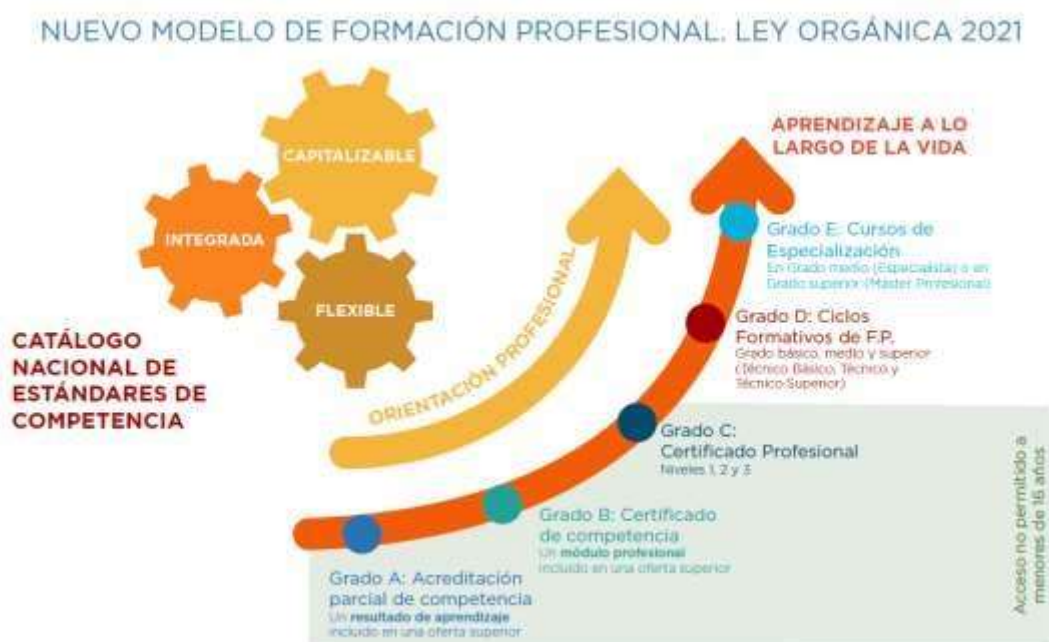 NUEVO MODELO DE FORMACIÓN PROFESIONAL. LEY ORGÁNICA 2021
CAPITALIZABLE
INTEGRADA
FLEXIBLE
CATÁLOGO
NACIONAL DE
ESTÁNDARES DE
COMPETENCIA
ORIENTACIÓN PROFESIONAL
APRENDIZAJE A LO
LARGO DE LA VIDA
Grado E: Cursos de
Especialización
En Grado medio (Especialista) o en
Grado superior (Máster Profesional)
Grado D: Ciclos
Formativos de F.P.
Grado básico, medio y superior
(Técnico Básico, Técnico y
Técnico Superior)
Grado C:
Certificado Profesional
Niveles 1, 2 y 3
Grado B: Certificado
de competencia
Un módulo profesional
incluido en una oferta superior
Grado A: Acreditación
parcial de competencia
Un resultado de aprendizaje
incluido en una oferta superior
Acceso no permitido a
menores de 16 años